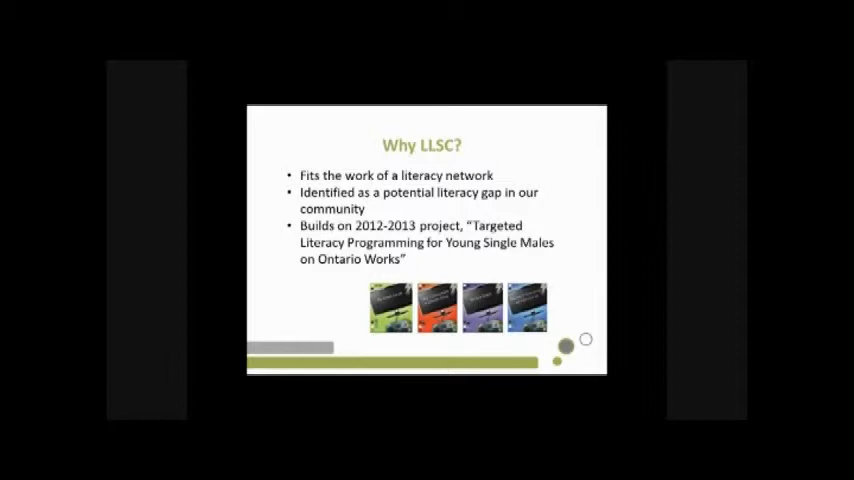 Why LLSC?
• Fits the work of a literacy network
• Identified as a potential literacy gap in our
community
• Builds on 2012-2013 project, “Targeted
Literacy Programming for Young Single Males
on Ontario Works”